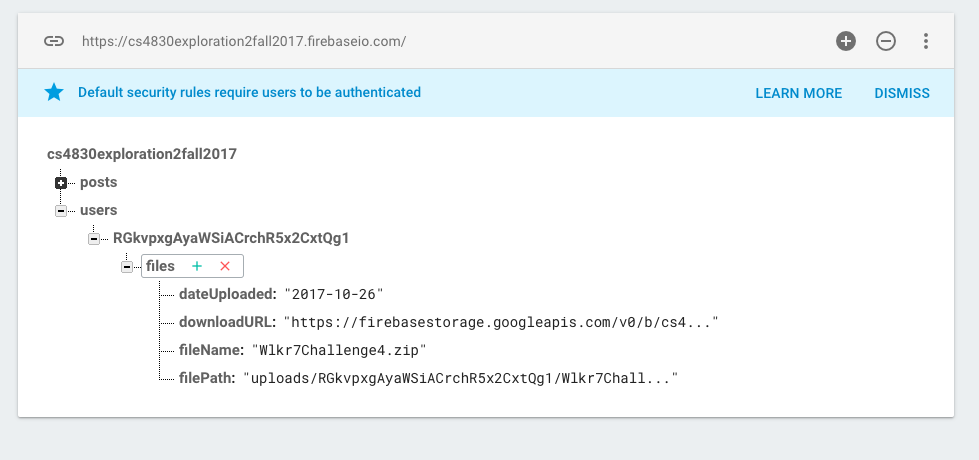 https://cs4830exploration2fall2017.firebaseio.com/
Default security rules require users to be authenticated LEARN MORE DISMISS
cs4830exploration2fall2017
posts
users
RGkvpxgAyaWSiACrchR5x2CxtQg1
files
dateUploaded: "2017-10-26"
downloadURL: "https://firebasestorage.googleapis.com/v0/b/cs4..."
fileName: "Wlkr7Challenge4.zip"
filePath: "uploads/RGkvpxgAyaWSiACrchR5x2CxtQg1/Wlkr7Chall..."